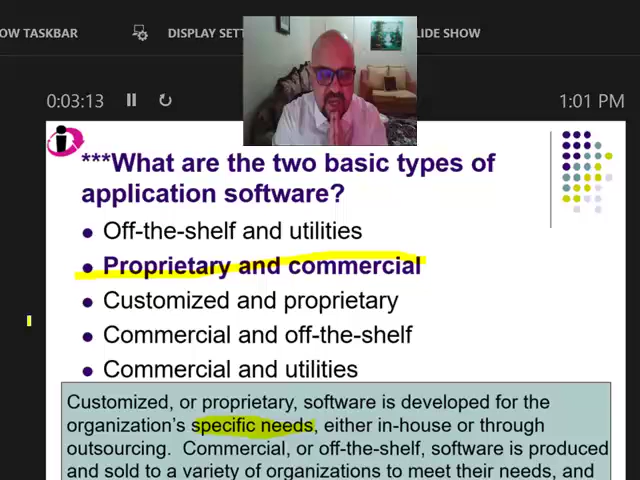 OW TASKBAR
DISPLAY SET
LIDE SHOW
0:03:13
1:01 PM
***What are the two basic types of
application software?
Off-the-shelf and utilities
Proprietary and commercial
Customized and proprietary
Commercial and off-the-shelf
Commercial and utilities
Customized, or proprietary, software is developed for the
organization's specific needs, either in-house or through
outsourcing. Commercial, or off-the-shelf, software is produced
and sold to a variety of organizations to meet their needs, and